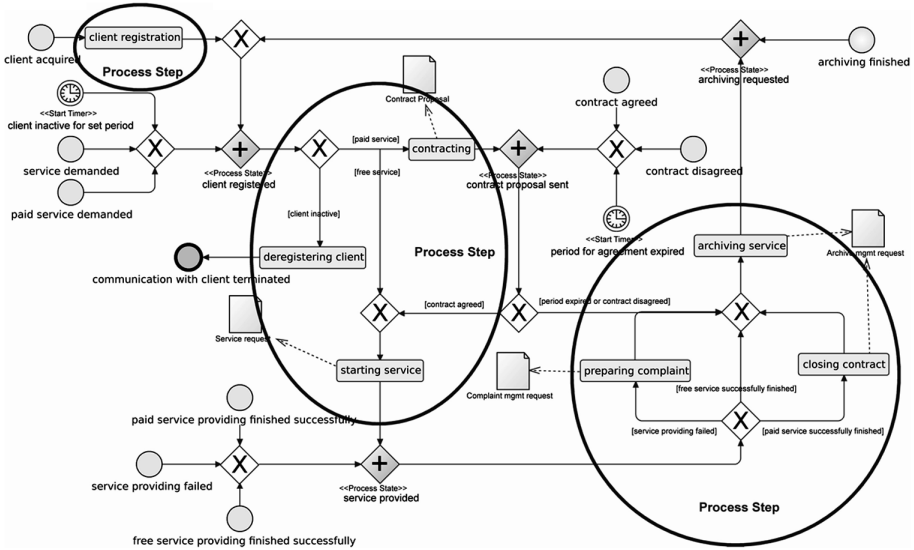 client registration
X
+
client acquired
Process Step
<<Process State>>
archiving requested
archiving finished
Contract Proposal
<<Start Timer>>
client inactive for set period
contract agreed
X
+
X
[paid service]
contracting
+
X
service demanded
<<Process State>>
client registered
[free service]
<<Process State>>
contract proposal sent
contract disagreed
paid service demanded
[client inactive]
<<Start Timer>>
period for agreement expired
deregistering client
Process Step
archiving service
Archive mgmt request
communication with client terminated
[contract agreed]
[period expired or contract disagreed]
X
X
X
Service request
starting service
preparing complaint
closing contract
Complaint mgmt request
[free service successfully finished]
paid service providing finished successfully
[service providing failed]
X
[paid service successfully finished]
X
+
service providing failed
<<Process State>>
service provided
Process Step
free service providing finished successfully